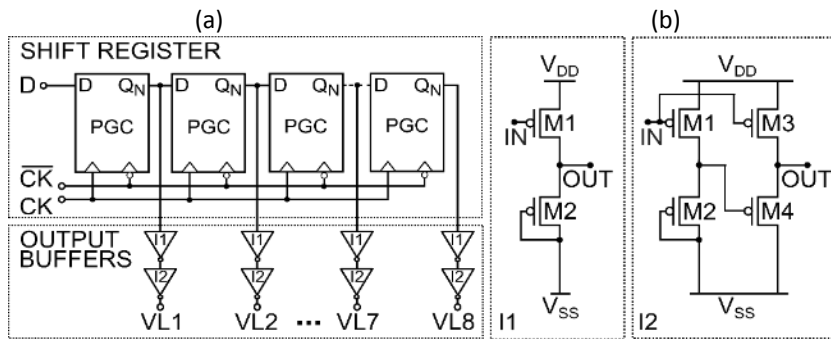 (a)
(b)
SHIFT REGISTER
D
D QN
PGC
D QN
PGC
D QN
PGC
D QN
PGC
CK
CK
OUTPUT
BUFFERS
I1
I1
I1
I1
I2
I2
I2
I2
VL1 VL2 ••• VL7 VL8
VDD
IN
M1
OUT
M2
VSS
I1
VDD
IN
M1
M3
OUT
M2
M4
VSS
I2